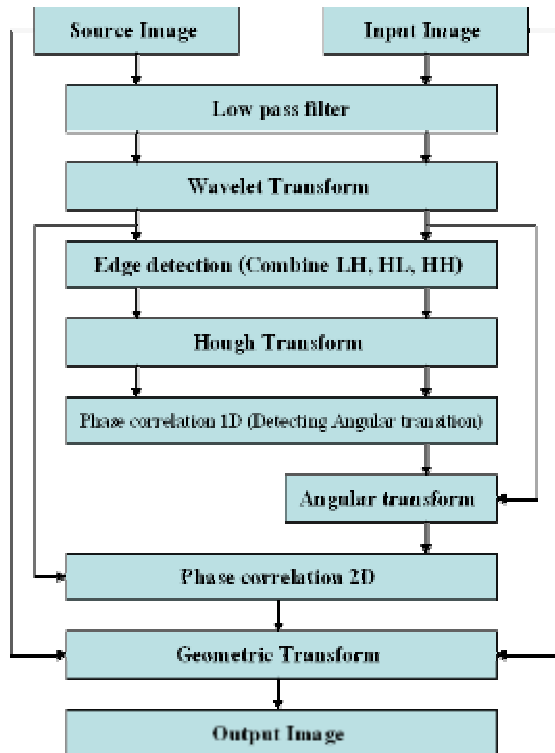 Source Image
Input Image
Low pass filter
Wavelet Transform
Edge detection (Combine LH, HL, HH)
Hough Transform
Phase correlation 1D (Detecting Angular transition)
Angular transform
Phase correlation 2D
Geometric Transform
Output Image